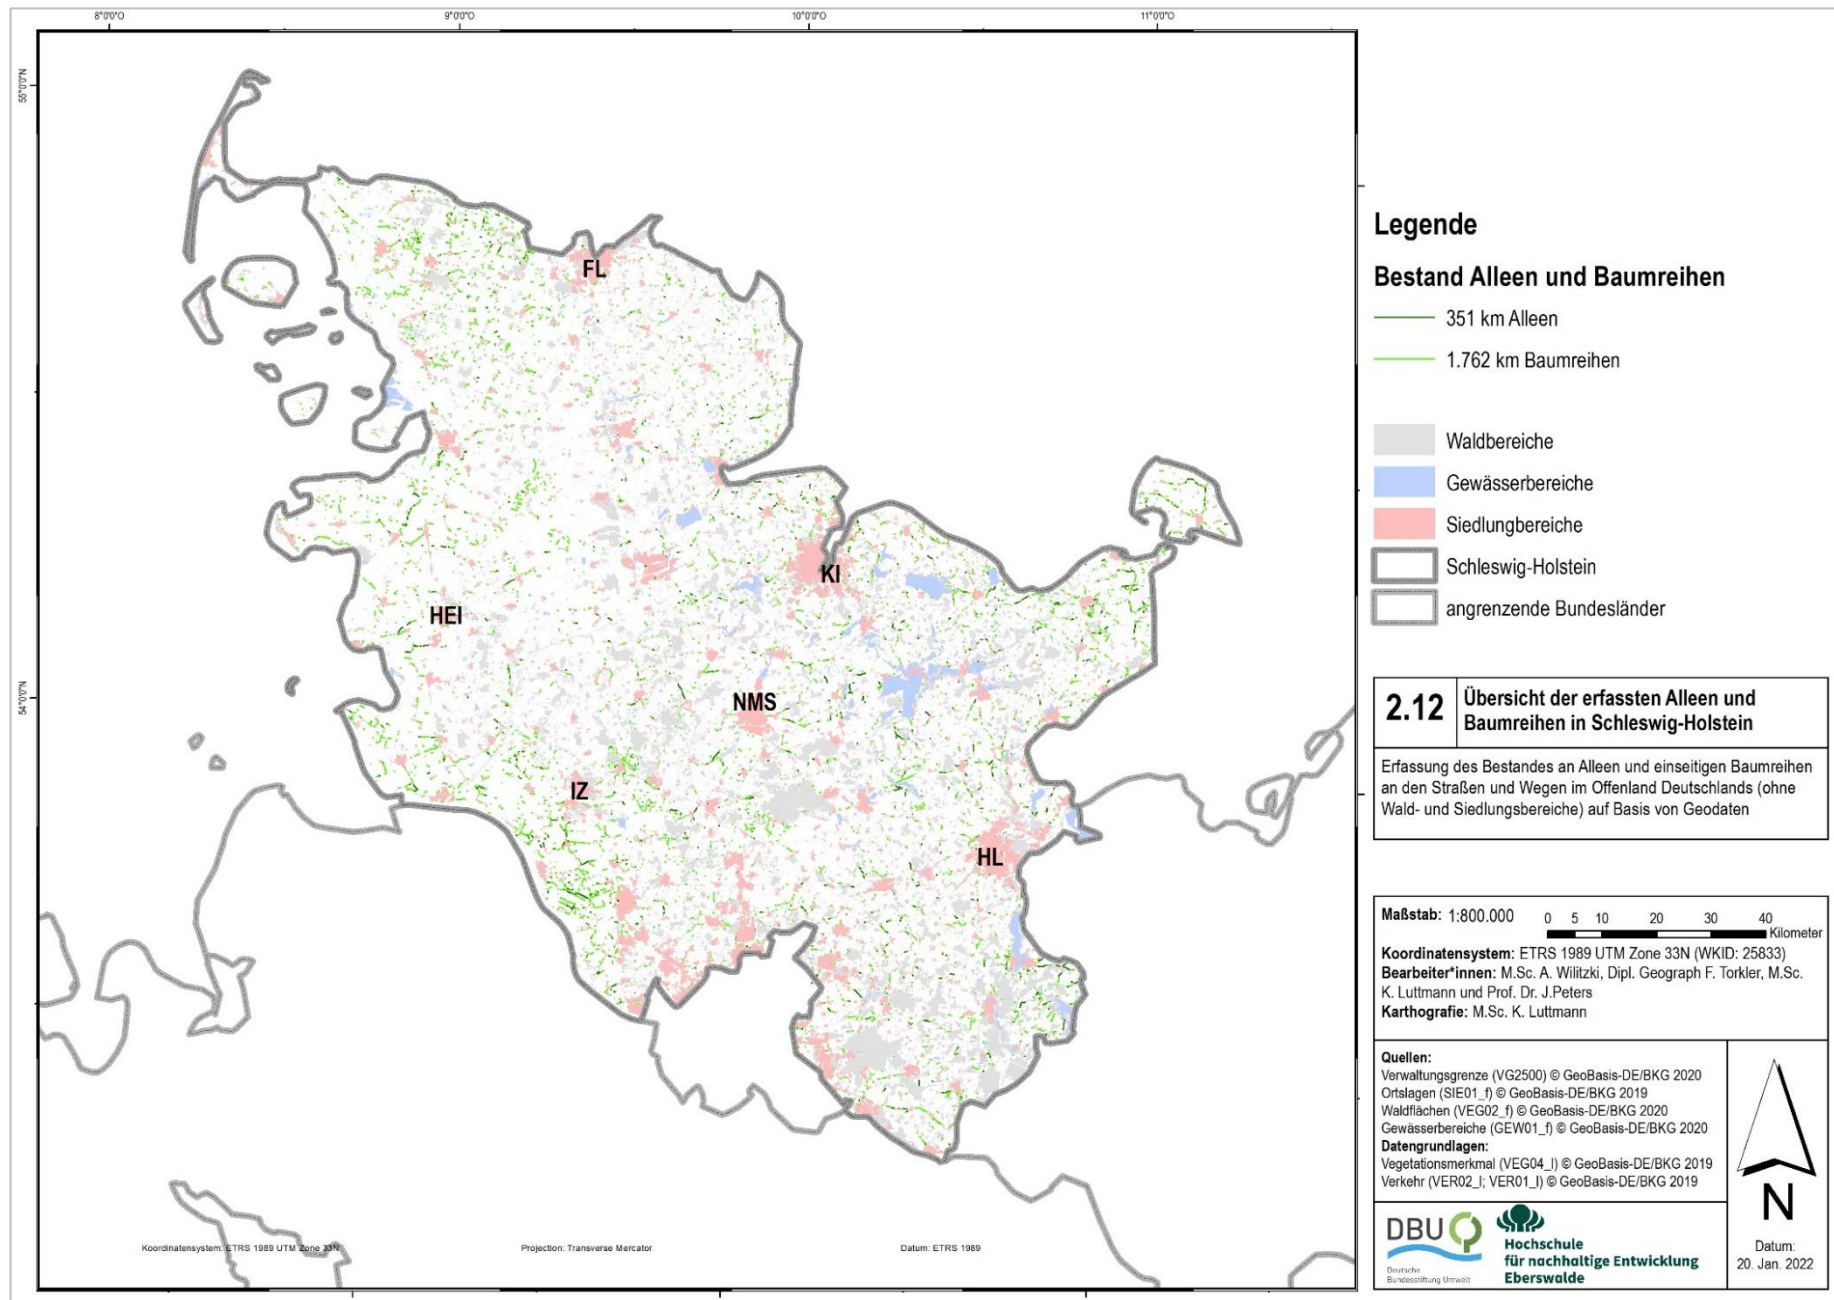 8°0'0"O
9°0'0"O
10°0'0"O
11°0'0"O
55°0'0"N
54°0'0"N
FL
KI
HEI
NMS
IZ
HL
Koordinatensystem: ETRS 1989 UTM Zone 33N
Projection: Transverse Mercator
Datum: ETRS 1989
Legende
Bestand Alleen und Baumreihen
351 km Alleen
1.762 km Baumreihen
Waldbereiche
Gewässerbereiche
Siedlungbereiche
Schleswig-Holstein
angrenzende Bundesländer
2.12
Übersicht der erfassten Alleen und
Baumreihen in Schleswig-Holstein
Erfassung des Bestandes an Alleen und einseitigen Baumreihen
an den Straßen und Wegen im Offenland Deutschlands (ohne
Wald- und Siedlungsbereiche) auf Basis von Geodaten
Maßstab: 1:800.000
0 5 10 20 30 40
Kilometer
Koordinatensystem: ETRS 1989 UTM Zone 33N (WKID: 25833)
Bearbeiter*innen: M.Sc. A. Wilitzki, Dipl. Geograph F. Torkler, M.Sc.
K. Luttmann und Prof. Dr. J.Peters
Karthografie: M.Sc. K. Luttmann
Quellen:
Verwaltungsgrenze (VG2500) © GeoBasis-DE/BKG 2020
Ortslagen (SIE01_f) © GeoBasis-DE/BKG 2019
Waldflächen (VEG02_f) © GeoBasis-DE/BKG 2020
Gewässerbereiche (GEW01_f) © GeoBasis-DE/BKG 2020
Datengrundlagen:
Vegetationsmerkmal (VEG04_l) © GeoBasis-DE/BKG 2019
Verkehr (VER02_l; VER01_l) © GeoBasis-DE/BKG 2019
DBU
Deutsche
Bundesstiftung Umwelt
Hochschule
für nachhaltige Entwicklung
Eberswalde
N
Datum:
20. Jan. 2022